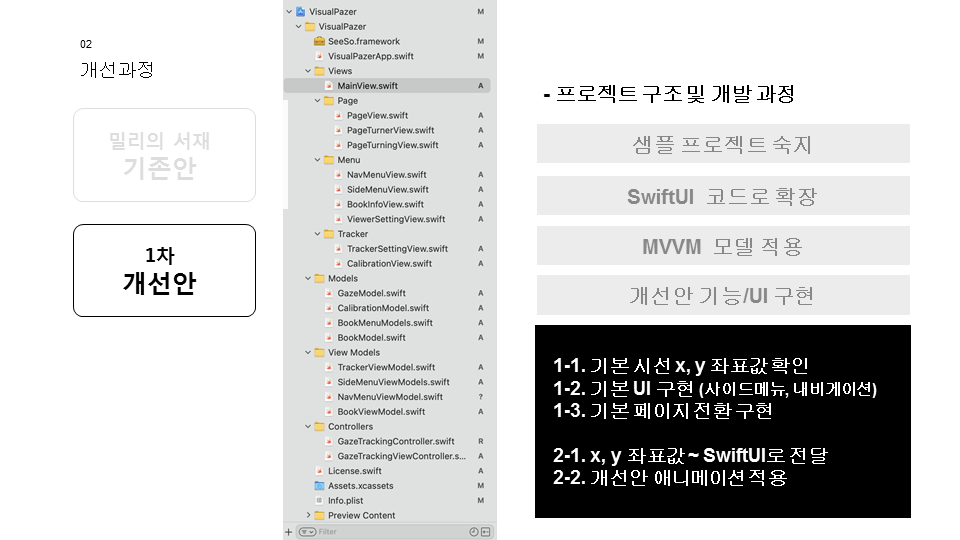 02
개선과정
밀리의 서재
기존안
1차
개선안
VisualPazer M
VisualPazer
SeeSo.framework M
VisualPazerApp.swift M
Views
MainView.swift A
Page
PageView.swift A
PageTurnerView.swift A
PageTurningView.swift A
Menu
NavMenuView.swift A
SideMenuView.swift A
BookInfoView.swift A
ViewerSettingView.swift A
Tracker
TrackerSettingView.swift A
CalibrationView.swift A
Models
GazeModel.swift A
CalibrationModel.swift A
BookMenuModels.swift A
BookModel.swift A
View Models
TrackerViewModel.swift A
SideMenuViewModels.swift A
NavMenuViewModel.swift ?
BookViewModel.swift A
Controllers
GazeTrackingController.swift R
GazeTrackingViewController.s... A
License.swift A
Assets.xcassets M
Info.plist M
Preview Content
Filter
- 프로젝트 구조 및 개발 과정
샘플 프로젝트 숙지
SwiftUI 코드로 확장
MVVM 모델 적용
개선안 기능/UI 구현
1-1. 기본 시선 x, y 좌표값 확인
1-2. 기본 UI 구현 (사이드메뉴, 내비게이션)
1-3. 기본 페이지 전환 구현
2-1. x, y 좌표값 ~ SwiftUI로 전달
2-2. 개선안 애니메이션 적용